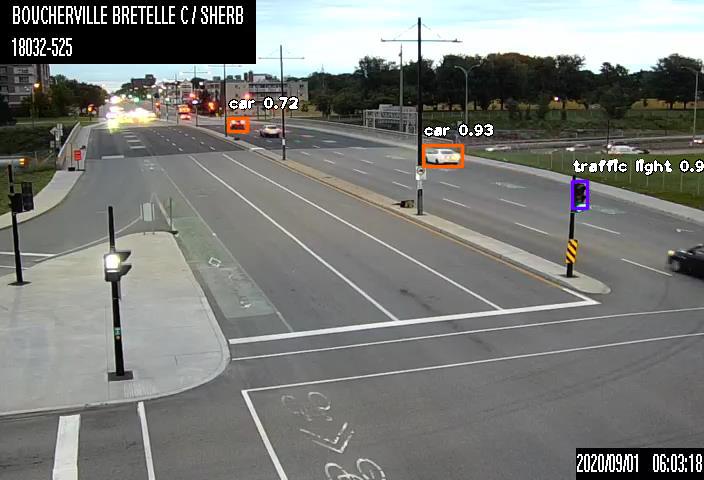 BOUCHERVILLE BRETELLE C / SHERB
18032-525
car 0.72
car 0.93
traffic light 0.9
2020/09/01 06:03:18